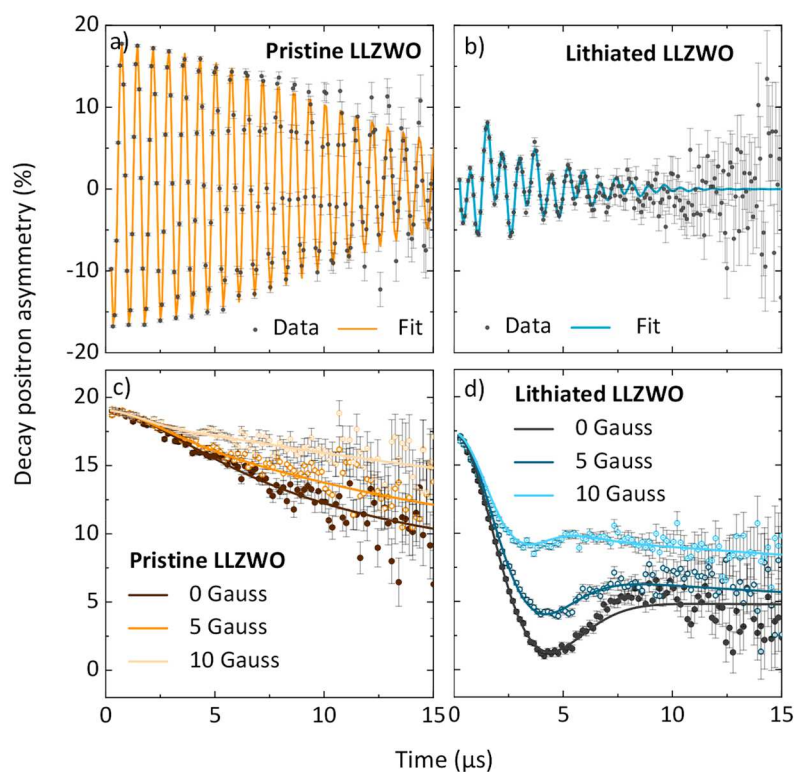 a)
Pristine LLZWO
b)
Lithiated LLZWO
20
10
0
-10
-20
Data
Fit
Data
Fit
Decay positron asymmetry (%)
c)
d)
Lithiated LLZWO
0 Gauss
5 Gauss
10 Gauss
20
15
10
5
0
Pristine LLZWO
0 Gauss
5 Gauss
10 Gauss
0
5
10
15
5
10
15
Time (μs)